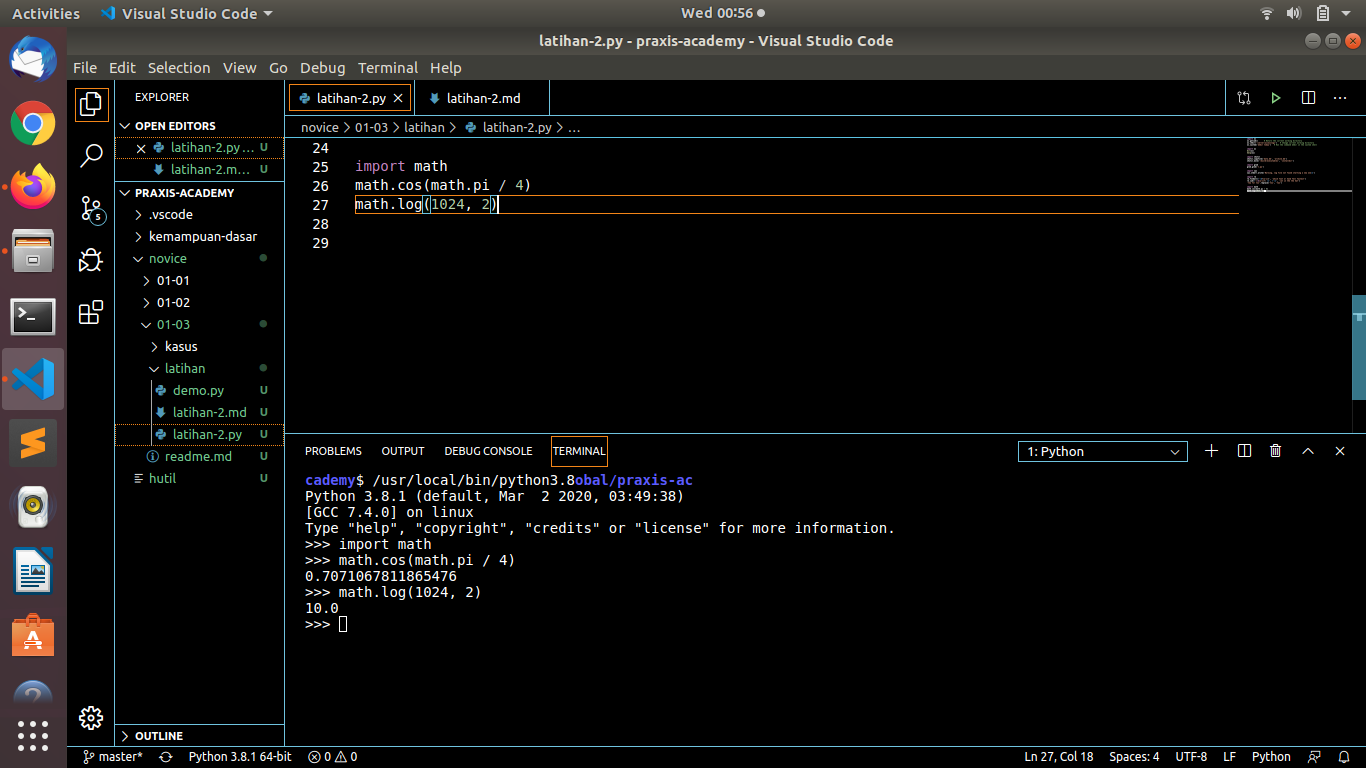 Activities Visual Studio Code Wed 00:56
latihan-2.py - praxis-academy - Visual Studio Code
File Edit Selection View Go Debug Terminal Help
EXPLORER
OPEN EDITORS
latihan-2.py... U
latihan-2.m... U
PRAXIS-ACADEMY
.vscode
kemampuan-dasar
novice
01-01
01-02
01-03
kasus
latihan
demo.py U
latihan-2.md U
latihan-2.py U
readme.md U
hutil U
OUTLINE
5
latihan-2.py latihan-2.md
novice > 01-03 > latihan > latihan-2.py > ...
24
25 import math
26 math.cos(math.pi / 4)
27 math.log(1024, 2)
28
29
PROBLEMS OUTPUT DEBUG CONSOLE TERMINAL 1: Python
cademy$ /usr/local/bin/python3.8obal/praxis-ac
Python 3.8.1 (default, Mar  2 2020, 03:49:38)
[GCC 7.4.0] on linux
Type "help", "copyright", "credits" or "license" for more information.
>>> import math
>>> math.cos(math.pi / 4)
0.7071067811865476
>>> math.log(1024, 2)
10.0
>>>
master* Python 3.8.1 64-bit 0 0 Ln 27, Col 18 Spaces: 4 UTF-8 LF Python